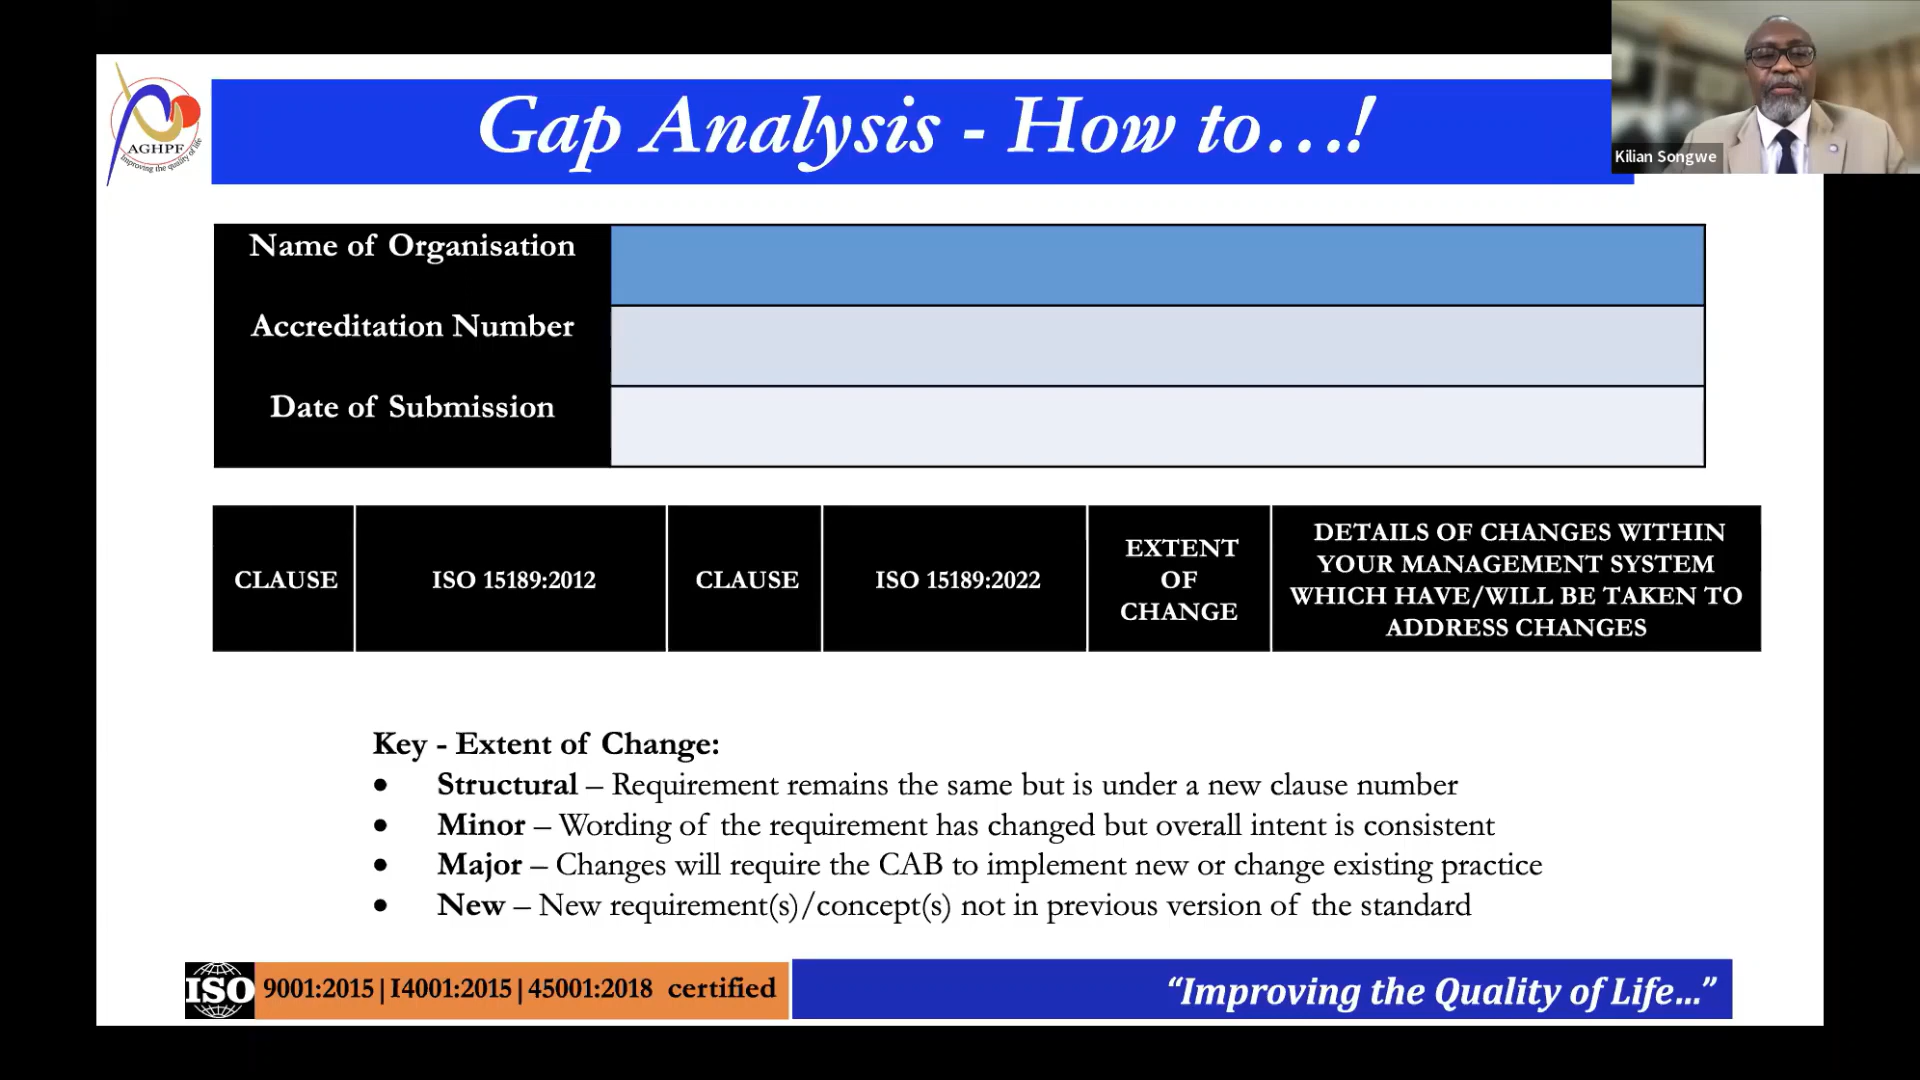 AGHPF
Improving the quality of life
Gap Analysis - How to…!
Kilian Songwe
Name of Organisation
Accreditation Number
Date of Submission
CLAUSE
ISO 15189:2012
CLAUSE
ISO 15189:2022
EXTENT
OF
CHANGE
DETAILS OF CHANGES WITHIN
YOUR MANAGEMENT SYSTEM
WHICH HAVE/WILL BE TAKEN TO
ADDRESS CHANGES
Key - Extent of Change:
• Structural – Requirement remains the same but is under a new clause number
• Minor – Wording of the requirement has changed but overall intent is consistent
• Major – Changes will require the CAB to implement new or change existing practice
• New – New requirement(s)/concept(s) not in previous version of the standard
ISO 9001:2015 | I4001:2015 | 45001:2018 certified
“Improving the Quality of Life…”